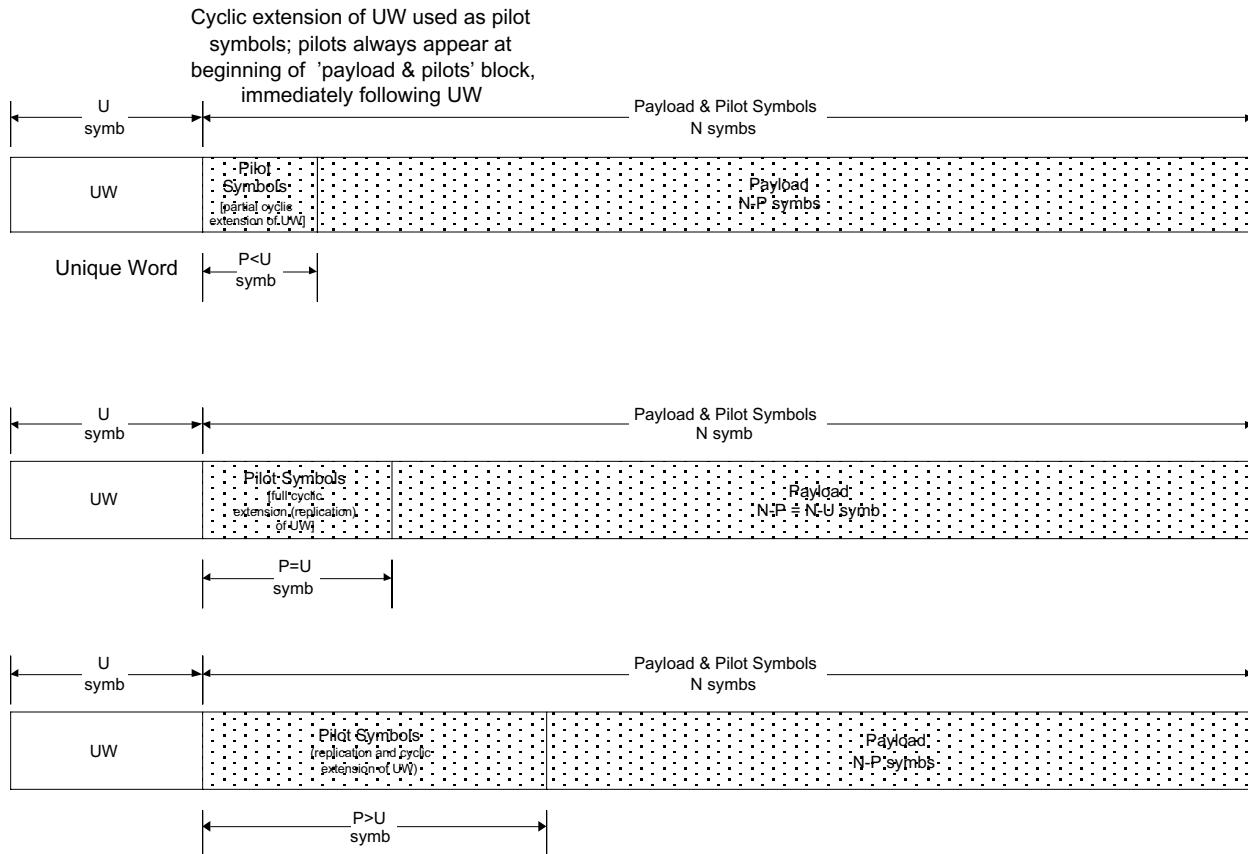 Cyclic extension of UW used as pilot
symbols; pilots always appear at
beginning of 'payload & pilots' block,
immediately following UW
U
symb
Payload & Pilot Symbols
N symbs
UW
Pilot
Symbols
[partial cyclic
extension of UW]
Payload
N-P symbs
Unique Word
P<U
symb
U
symb
Payload & Pilot Symbols
N symb
UW
Pilot Symbols
[full cyclic
extension (replication)
of UW]
Payload
N-P = N-U symb
P=U
symb
U
symb
Payload & Pilot Symbols
N symbs
UW
Pilot Symbols
(replication and cyclic
extension of UW)
Payload
N-P symbs
P>U
symb